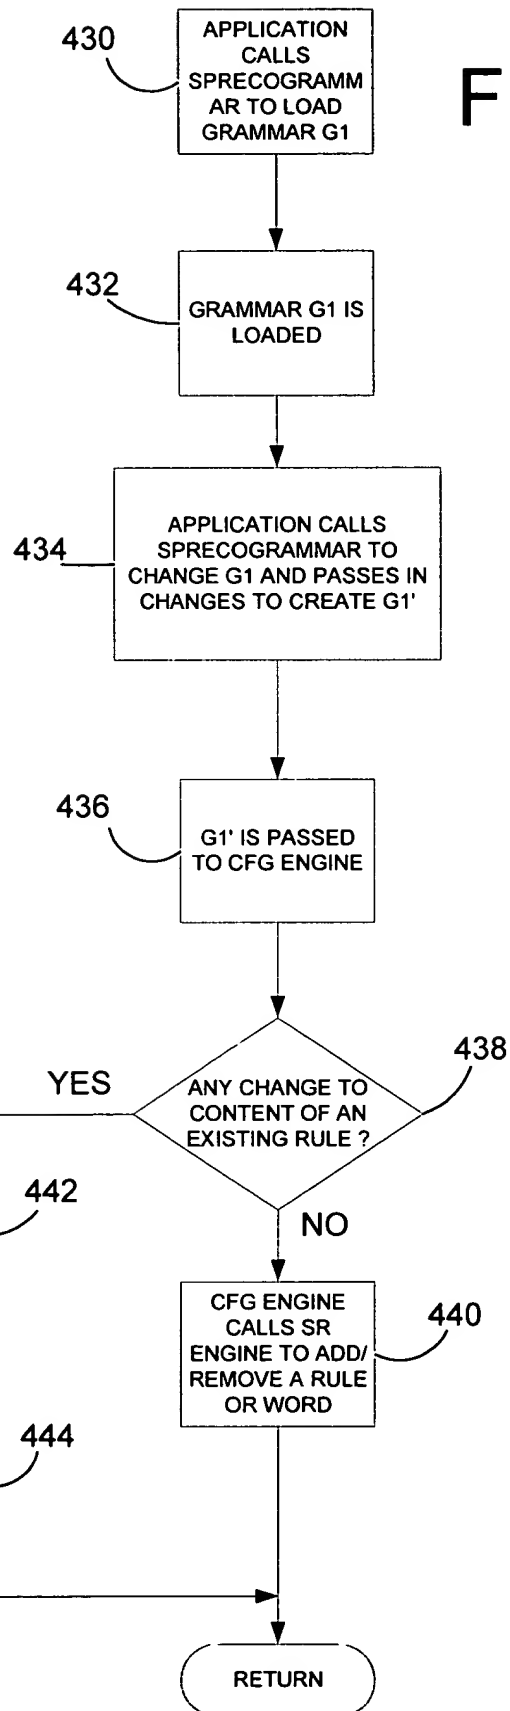 430
APPLICATION
CALLS
SPRECOGRAMM
AR TO LOAD
GRAMMAR G1
F
432
GRAMMAR G1 IS
LOADED
434
APPLICATION CALLS
SPRECOGRAMMAR TO
CHANGE G1 AND PASSES IN
CHANGES TO CREATE G1'
436
G1' IS PASSED
TO CFG ENGINE
438
YES
ANY CHANGE TO
CONTENT OF AN
EXISTING RULE ?
442
NO
CFG ENGINE
CALLS SR
ENGINE TO ADD/
REMOVE A RULE
OR WORD
440
444
RETURN